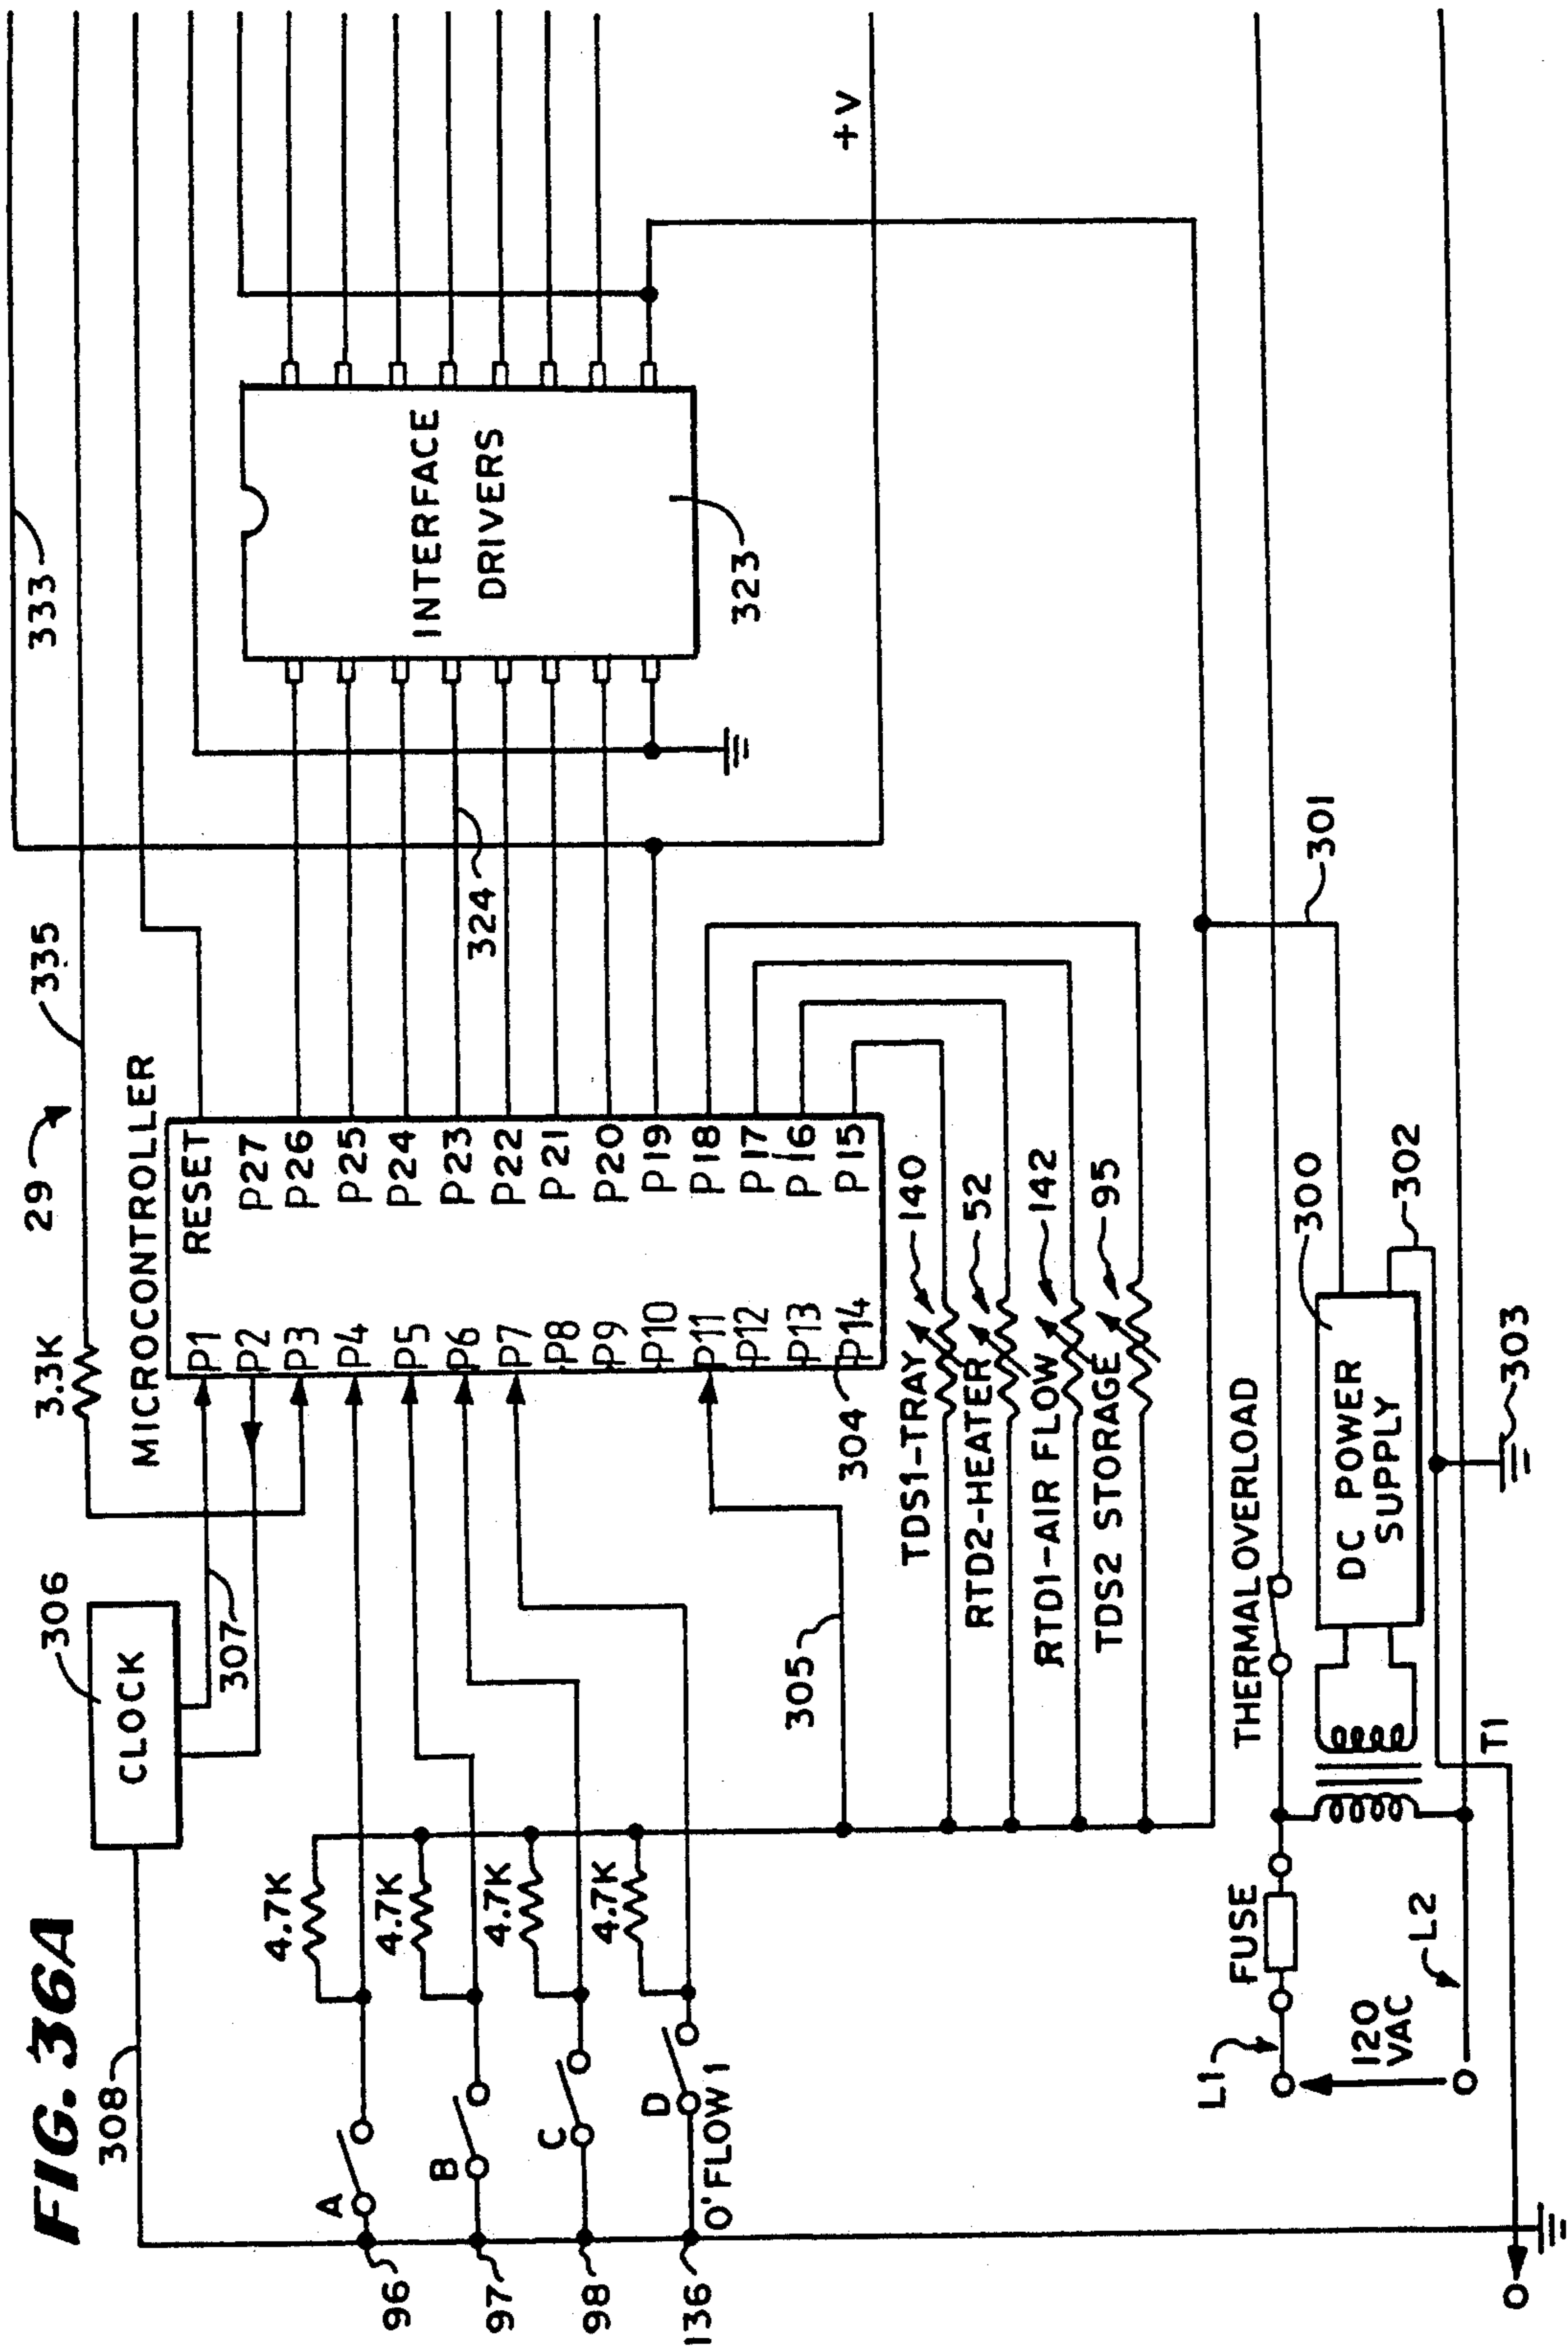 FIG. 36A
308
306
CLOCK
307
3.3K
29
335
333
MICROCONTROLLER
P1
P2
P3
P4
P5
P6
P7
P8
P9
P10
P11
P12
P13
P14
RESET
P27
P26
P25
P24
P23
P22
P21
P20
P19
P18
P17
P16
P15
304
324
INTERFACE
DRIVERS
323
+V
4.7K
4.7K
4.7K
4.7K
A
B
C
D
O'FLOW 1
96
97
98
136
305
TDS1-TRAY
140
RTD2-HEATER
52
RTD1-AIR FLOW
142
TDS2 STORAGE
95
L1
FUSE
THERMAL OVERLOAD
120
VAC
L2
T1
DC POWER
SUPPLY
300
301
302
303
O